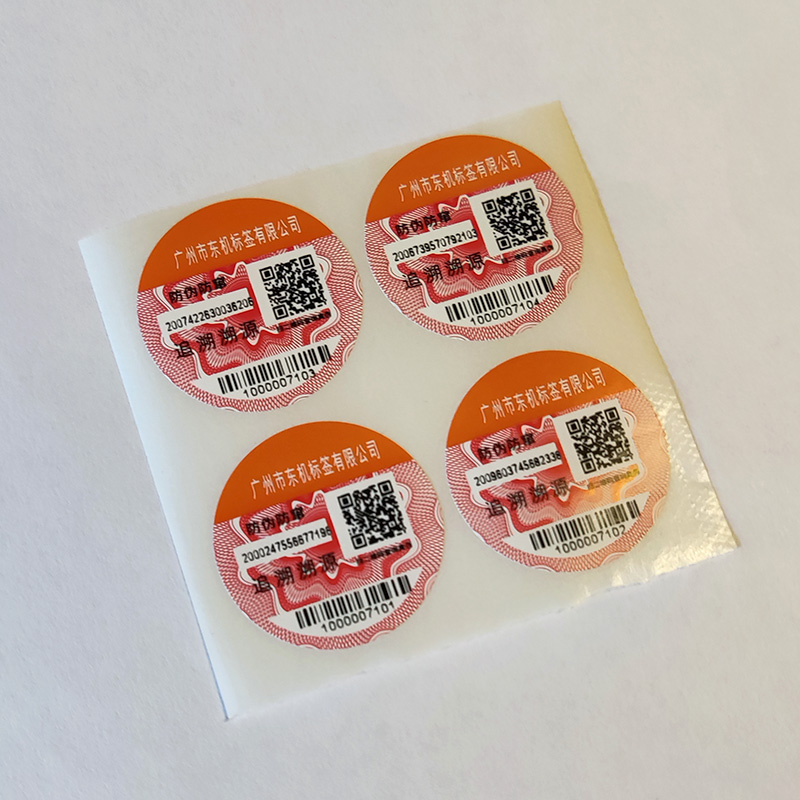 广州市东机标签有限公司
防伪防窜
2007422630036206
追溯溯源
1000007103
广州市东机标签有限公司
防伪防窜
2006739570792103
追溯溯源
1000007104
广州市东机标签有限公司
防伪防窜
2000247556677196
追溯溯源
1000007101
广州市东机标签有限公司
防伪防窜
2009603745682336
追溯溯源
1000007102